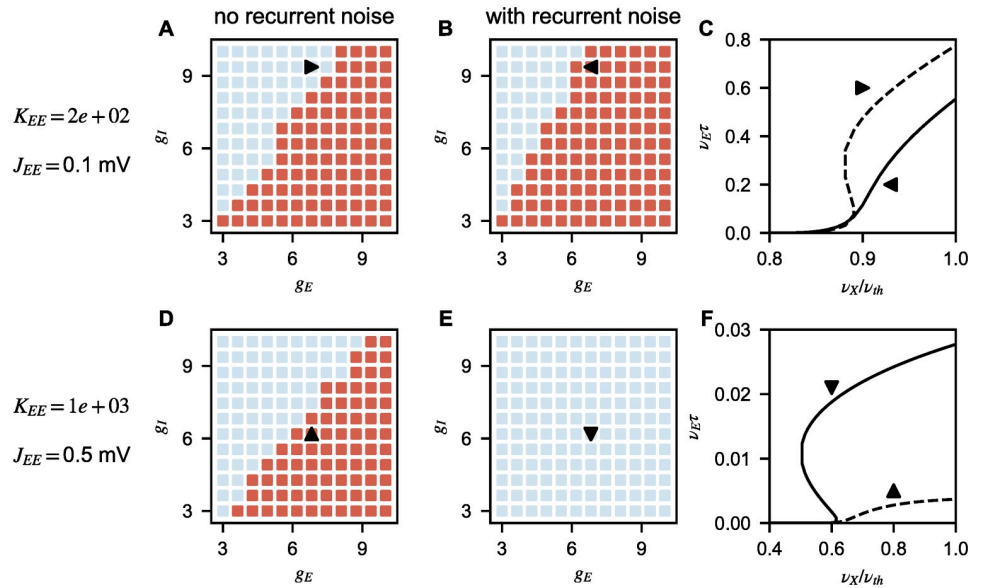 no recurrent noise
with recurrent noise
A
B
C
K_EE = 2e + 02
J_EE = 0.1 mV
9
6
3
g_I
3 6 9
g_E
9
6
3
g_I
3 6 9
g_E
0.8
0.6
0.4
0.2
0.0
ν_E τ
0.8 0.9 1.0
ν_X/ν_th
D
E
F
K_EE = 1e + 03
J_EE = 0.5 mV
9
6
3
g_I
3 6 9
g_E
9
6
3
g_I
3 6 9
g_E
0.03
0.02
0.01
0.00
ν_E τ
0.4 0.6 0.8 1.0
ν_X/ν_th